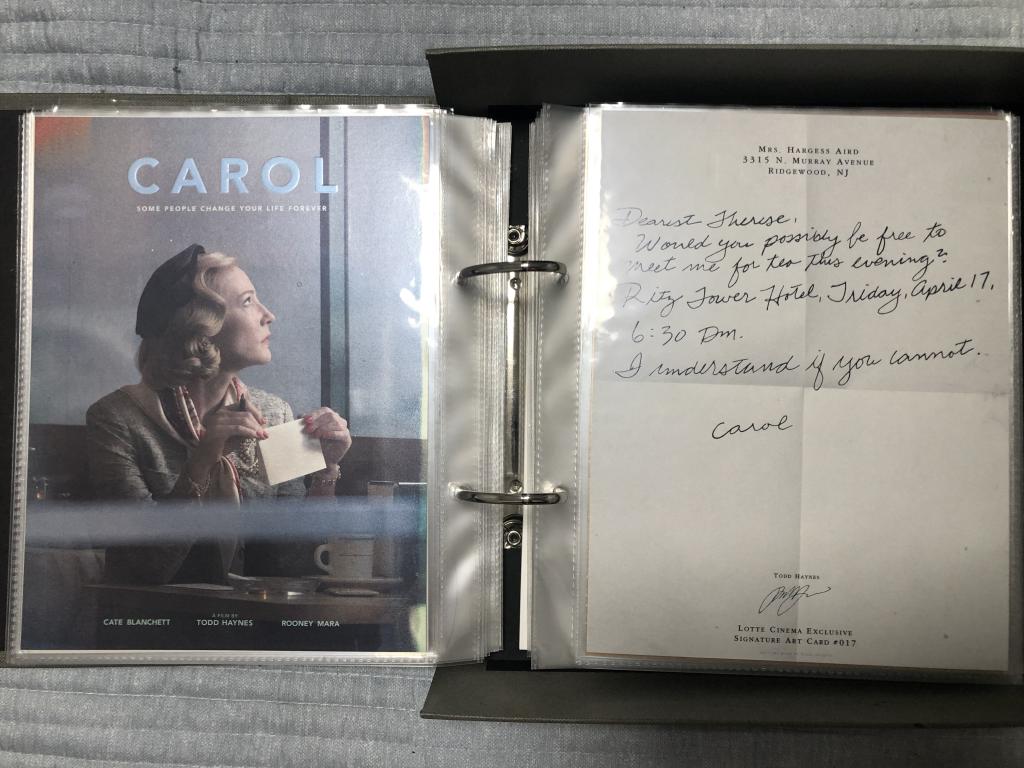 CAROL
SOME PEOPLE CHANGE YOUR LIFE FOREVER
A FILM BY
CATE BLANCHETT TODD HAYNES ROONEY MARA
MRS. HARGESS AIRD
3315 N. MURRAY AVENUE
RIDGEWOOD, NJ
Dearest Therese,
Would you possibly be free to
meet me for tea this evening?
Ritz Tower Hotel, Friday, April 17,
6:30 pm.
I understand if you cannot.
Carol
TODD HAYNES
LOTTE CINEMA EXCLUSIVE
SIGNATURE ART CARD #017